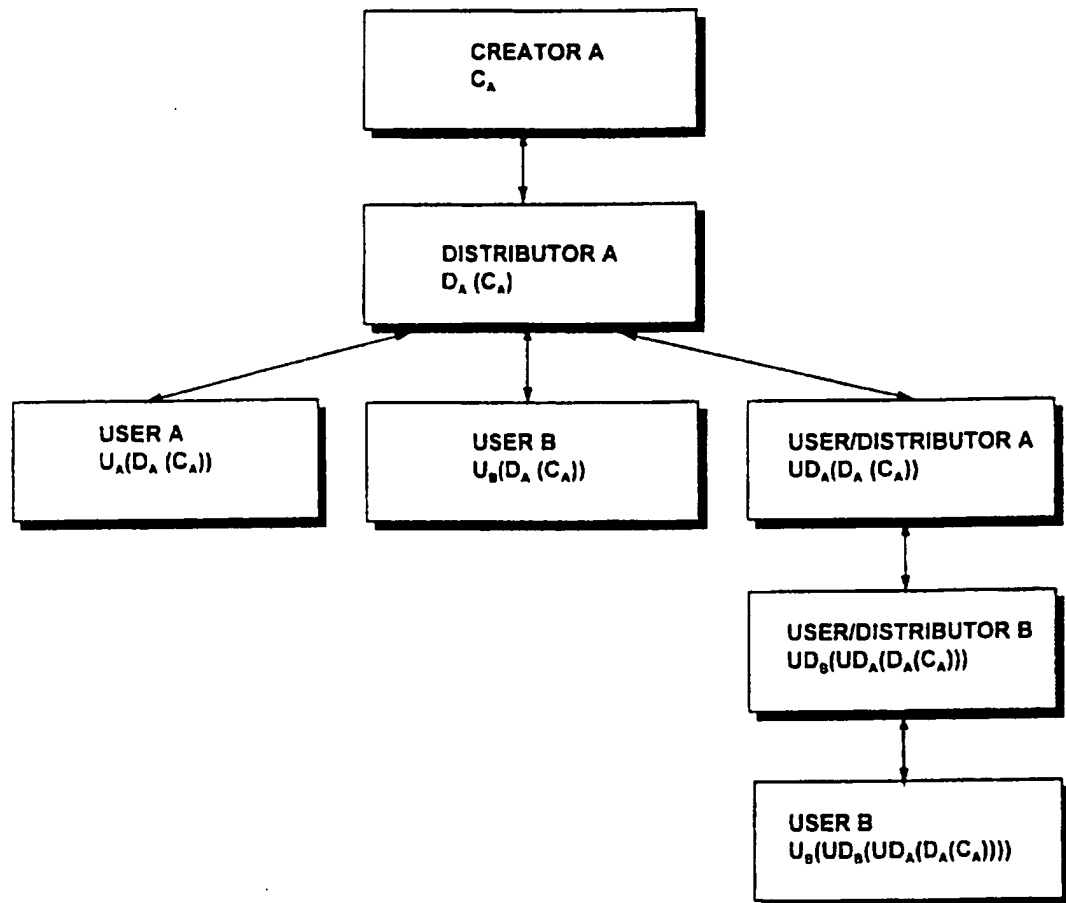 CREATOR A
C_A
DISTRIBUTOR A
D_A (C_A)
USER A
U_A(D_A (C_A))
USER B
U_B(D_A (C_A))
USER/DISTRIBUTOR A
UD_A(D_A (C_A))
USER/DISTRIBUTOR B
UD_B(UD_A(D_A(C_A)))
USER B
U_B(UD_B(UD_A(D_A(C_A))))